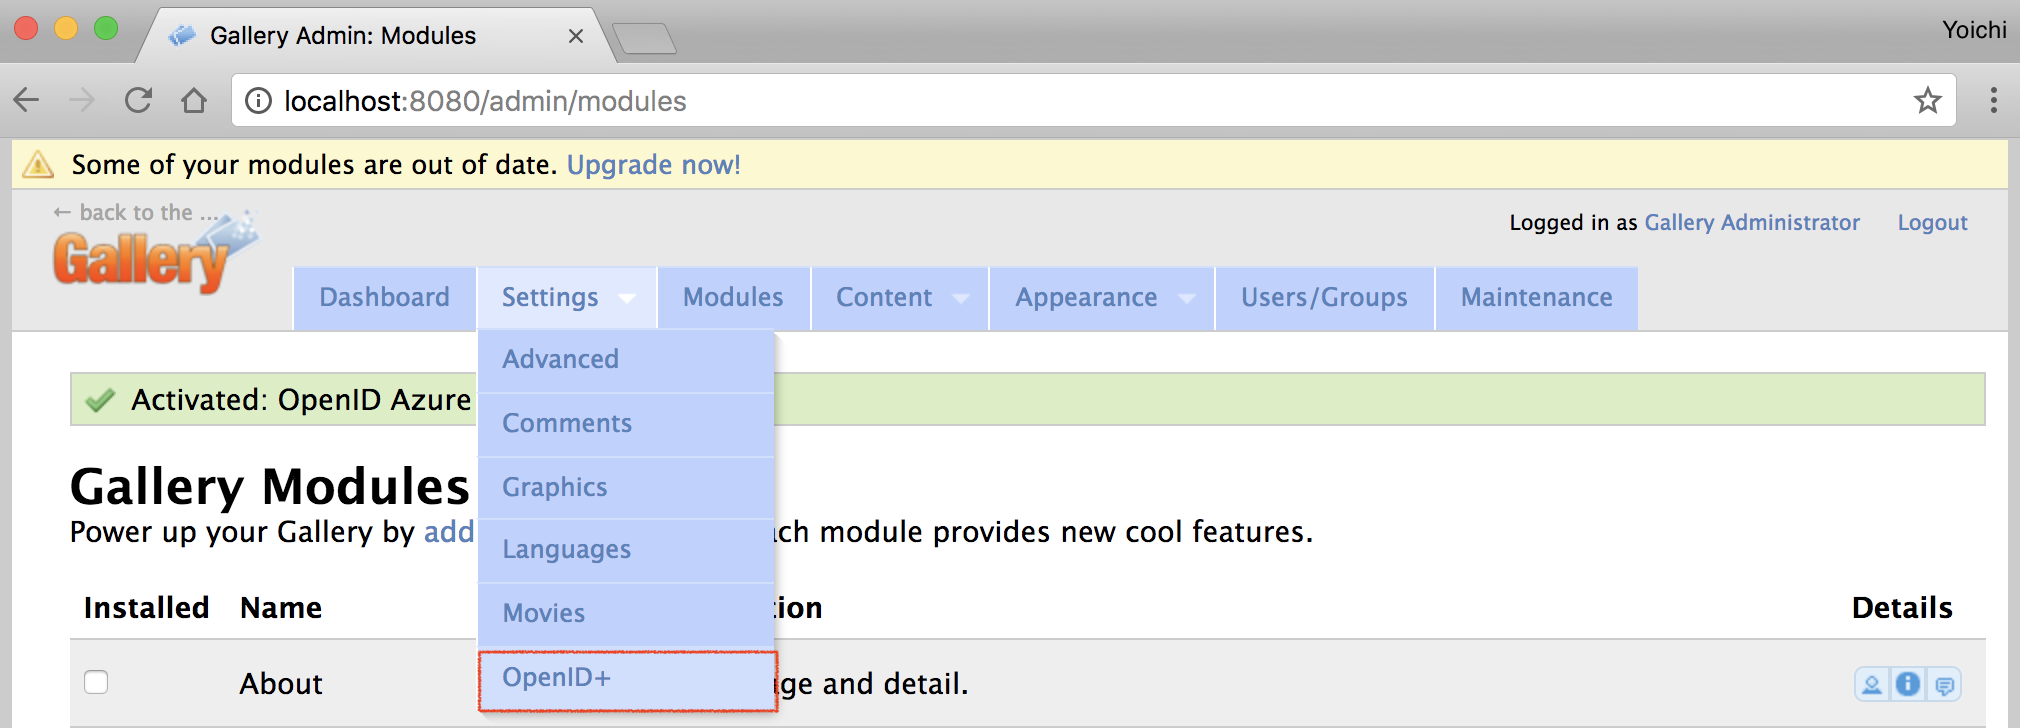 Gallery Admin: Modules
Yoichi
localhost:8080/admin/modules
Some of your modules are out of date. Upgrade now!
← back to the ...
Gallery
Logged in as Gallery Administrator Logout
Dashboard Settings Modules Content Appearance Users/Groups Maintenance
Advanced
Activated: OpenID Azure
Comments
Gallery Modules
Graphics
Power up your Gallery by add ch module provides new cool features.
Languages
Installed Name tion Details
Movies
About ge and detail.
OpenID+